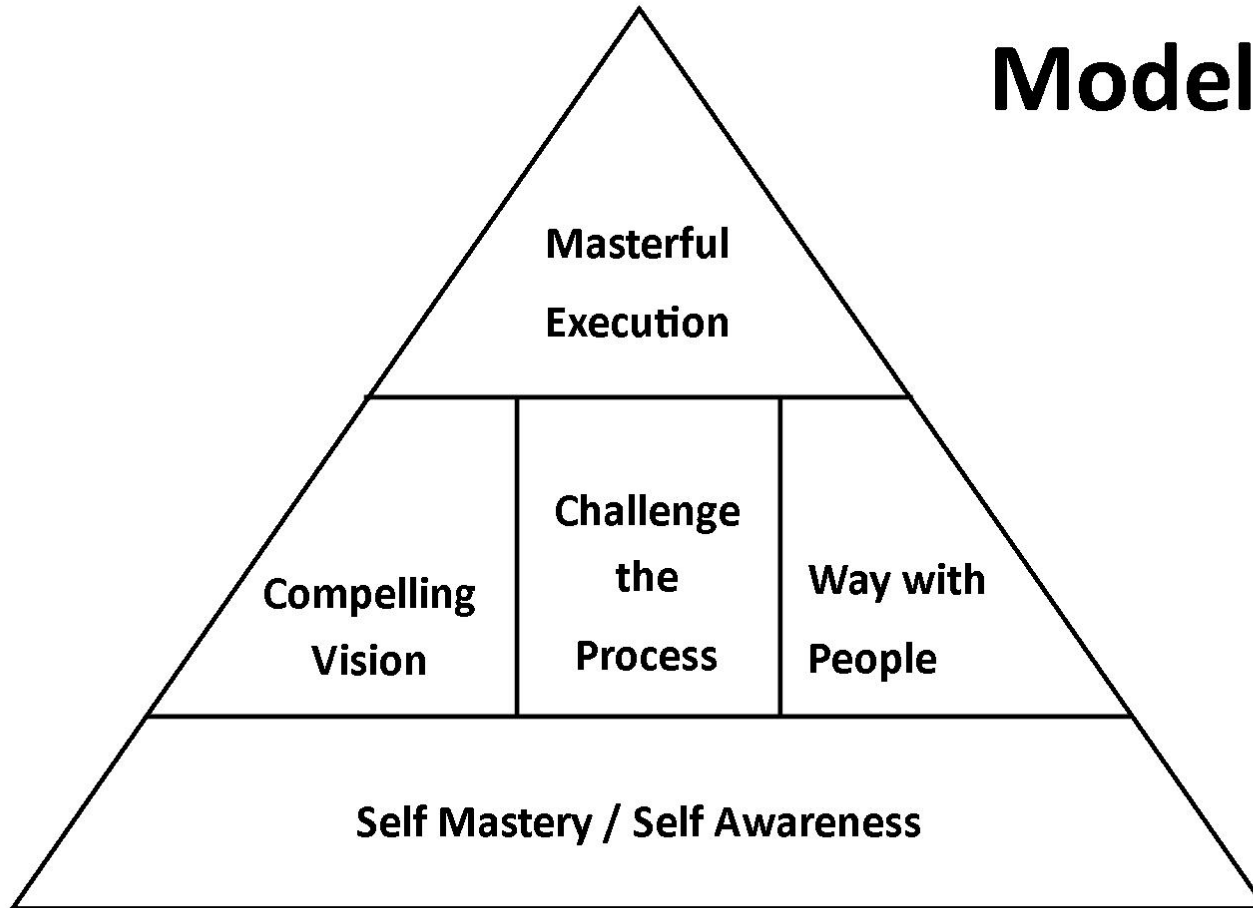 Model
Masterful
Execution
Compelling
Vision
Challenge
the
Process
Way with
People
Self Mastery / Self Awareness